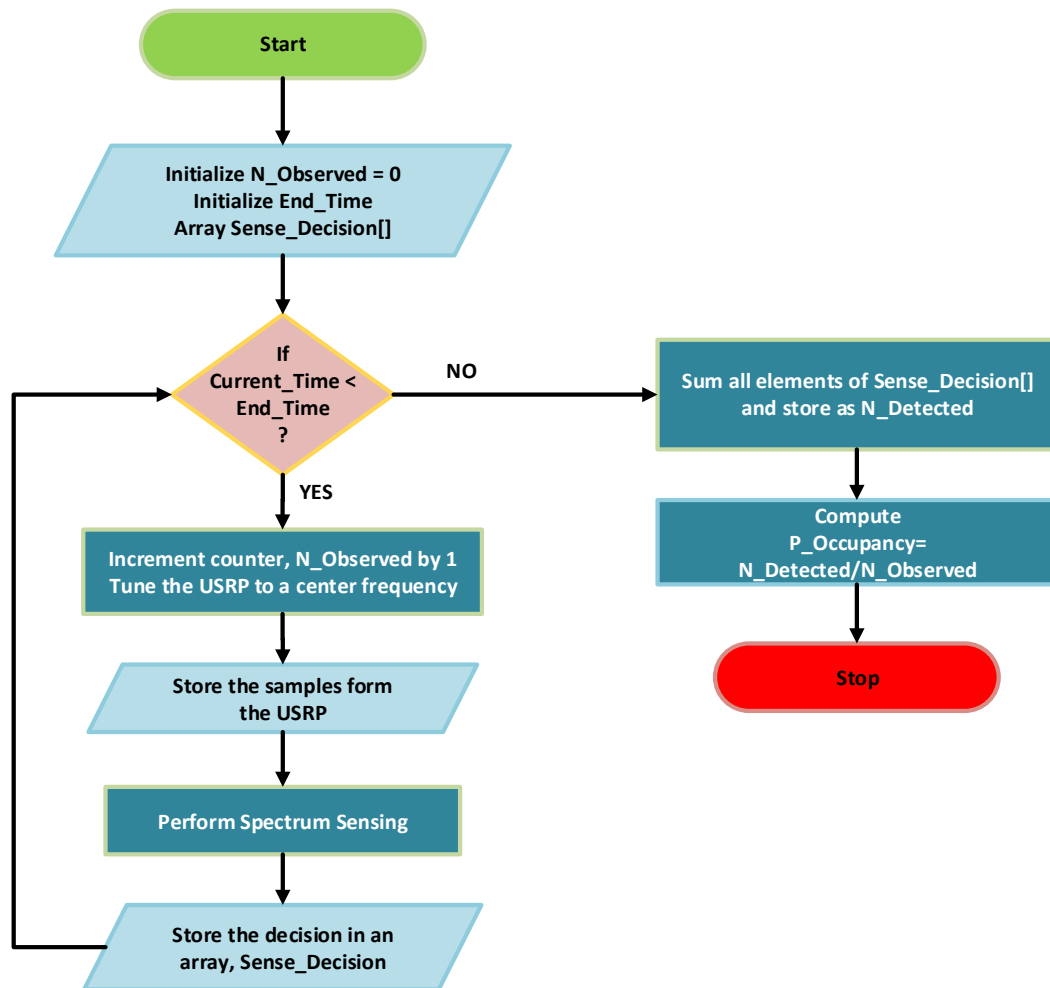 Start
Initialize N_Observed = 0
Initialize End_Time
Array Sense_Decision[]
If
Current_Time <
End_Time
?
NO
YES
Increment counter, N_Observed by 1
Tune the USRP to a center frequency
Store the samples form
the USRP
Perform Spectrum Sensing
Store the decision in an
array, Sense_Decision
Sum all elements of Sense_Decision[]
and store as N_Detected
Compute
P_Occupancy=
N_Detected/N_Observed
Stop